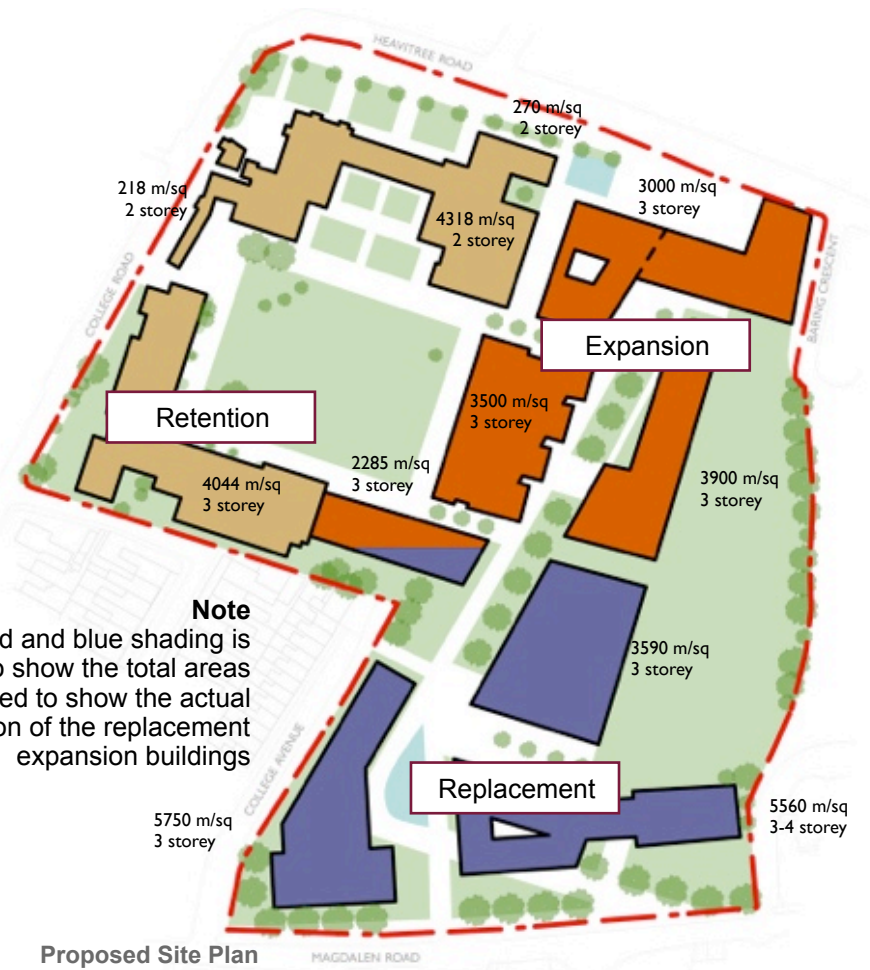 HEAVITREE ROAD
270 m/sq
2 storey
3000 m/sq
3 storey
218 m/sq
2 storey
4318 m/sq
2 storey
COLLEGE ROAD
BARING CRESCENT
Expansion
Retention
3500 m/sq
3 storey
2285 m/sq
3 storey
4044 m/sq
3 storey
3900 m/sq
3 storey
Note
d and blue shading is
o show the total areas
ed to show the actual
on of the replacement
expansion buildings
3590 m/sq
3 storey
COLLEGE AVENUE
Replacement
5750 m/sq
3 storey
5560 m/sq
3-4 storey
Proposed Site Plan
MAGDALEN ROAD